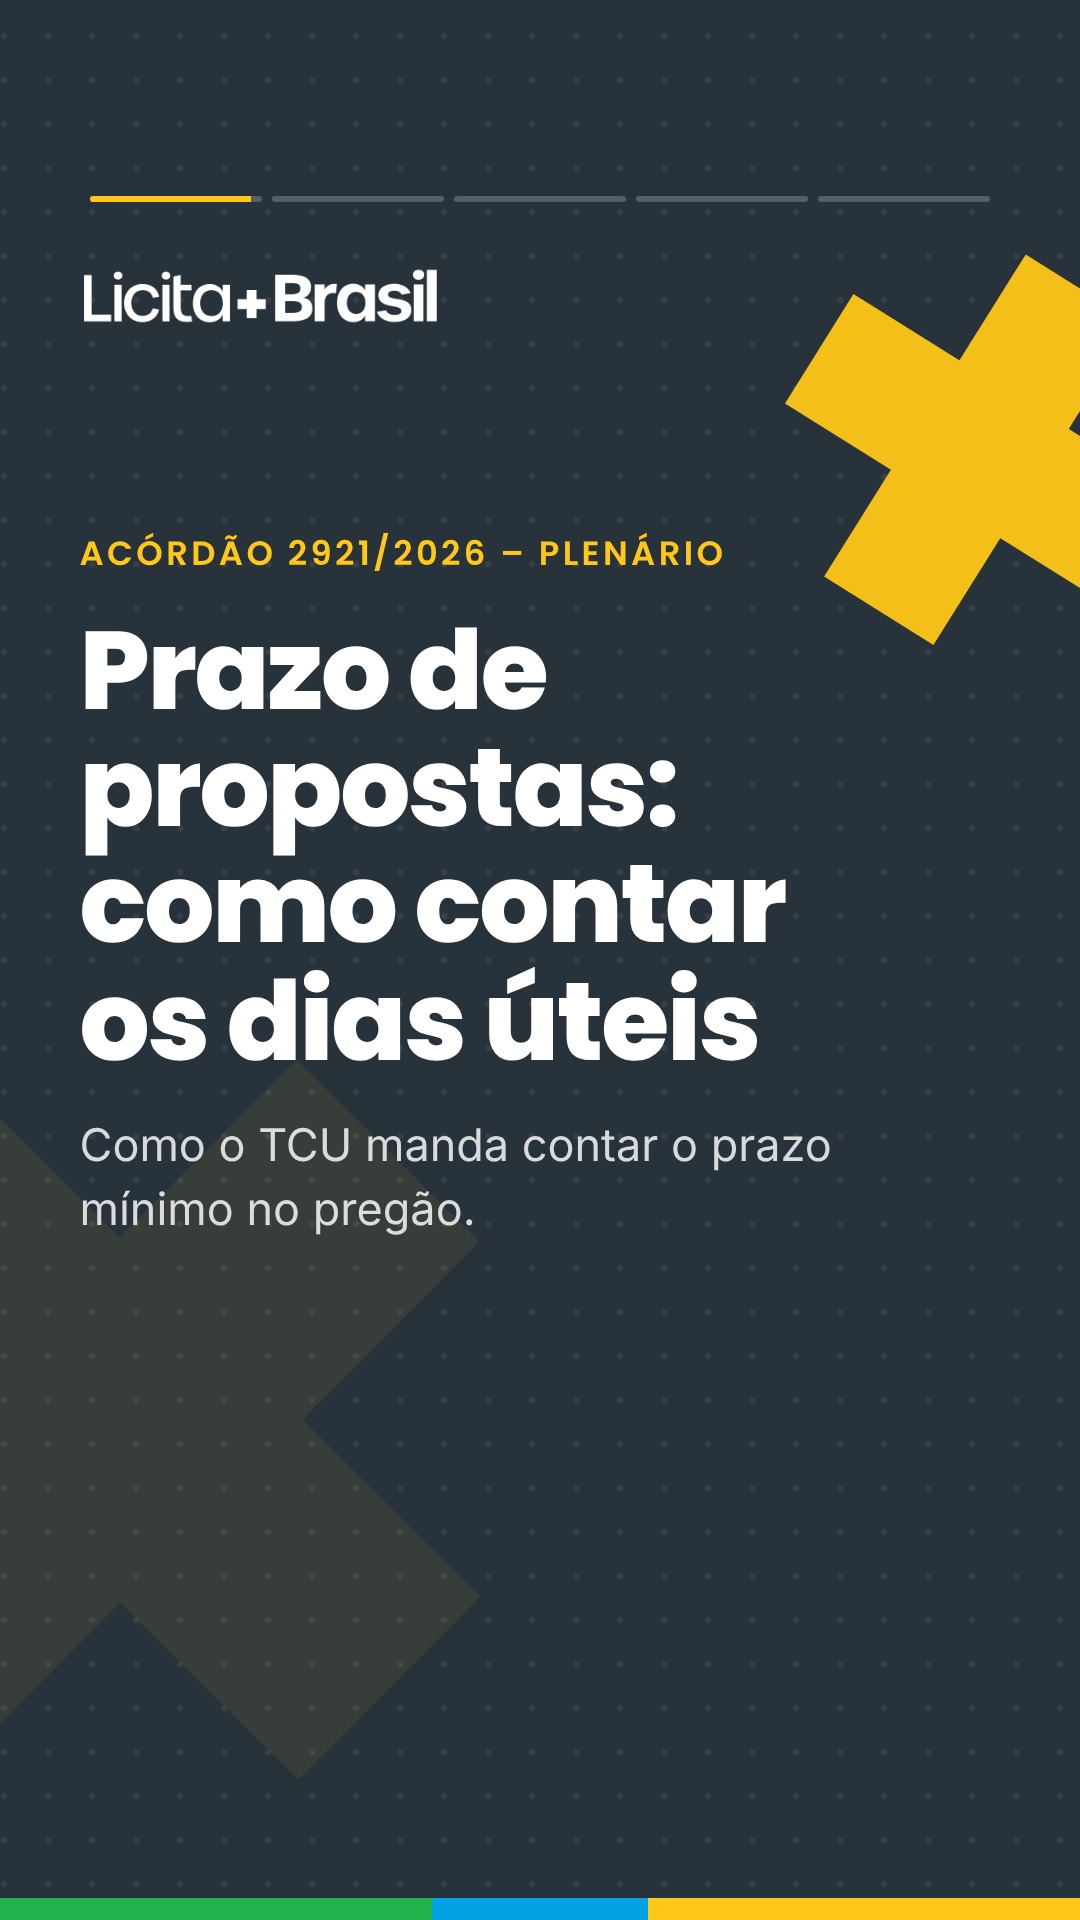 Licita+Brasil
ACÓRDÃO 2921/2026 – PLENÁRIO
Prazo de
propostas:
como contar
os dias úteis
Como o TCU manda contar o prazo
mínimo no pregão.